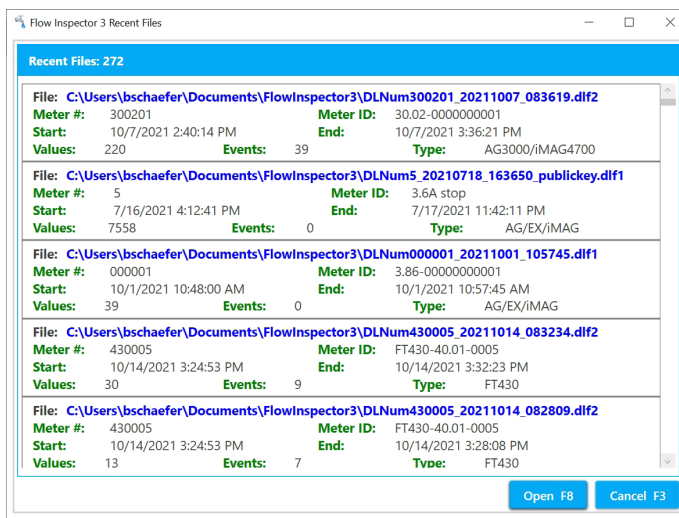 Flow Inspector 3 Recent Files
Recent Files: 272
File: C:\Users\bschaefer\Documents\FlowInspector3\DLNum300201_20211007_083619.dlf2
Meter #: 300201 Meter ID: 30.02-0000000001
Start: 10/7/2021 2:40:14 PM End: 10/7/2021 3:36:21 PM
Values: 220 Events: 39 Type: AG3000/iMAG4700
File: C:\Users\bschaefer\Documents\FlowInspector3\DLNum5_20210718_163650_publickey.dlf1
Meter #: 5 Meter ID: 3.6A stop
Start: 7/16/2021 4:12:41 PM End: 7/17/2021 11:42:11 PM
Values: 7558 Events: 0 Type: AG/EX/iMAG
File: C:\Users\bschaefer\Documents\FlowInspector3\DLNum000001_20211001_105745.dlf1
Meter #: 000001 Meter ID: 3.86-00000000001
Start: 10/1/2021 10:48:00 AM End: 10/1/2021 10:57:45 AM
Values: 39 Events: 0 Type: AG/EX/iMAG
File: C:\Users\bschaefer\Documents\FlowInspector3\DLNum430005_20211014_083234.dlf2
Meter #: 430005 Meter ID: FT430-40.01-0005
Start: 10/14/2021 3:24:53 PM End: 10/14/2021 3:32:23 PM
Values: 30 Events: 9 Type: FT430
File: C:\Users\bschaefer\Documents\FlowInspector3\DLNum430005_20211014_082809.dlf2
Meter #: 430005 Meter ID: FT430-40.01-0005
Start: 10/14/2021 3:24:53 PM End: 10/14/2021 3:28:08 PM
Values: 13 Events: 7 Type: FT430
Open F8 Cancel F3